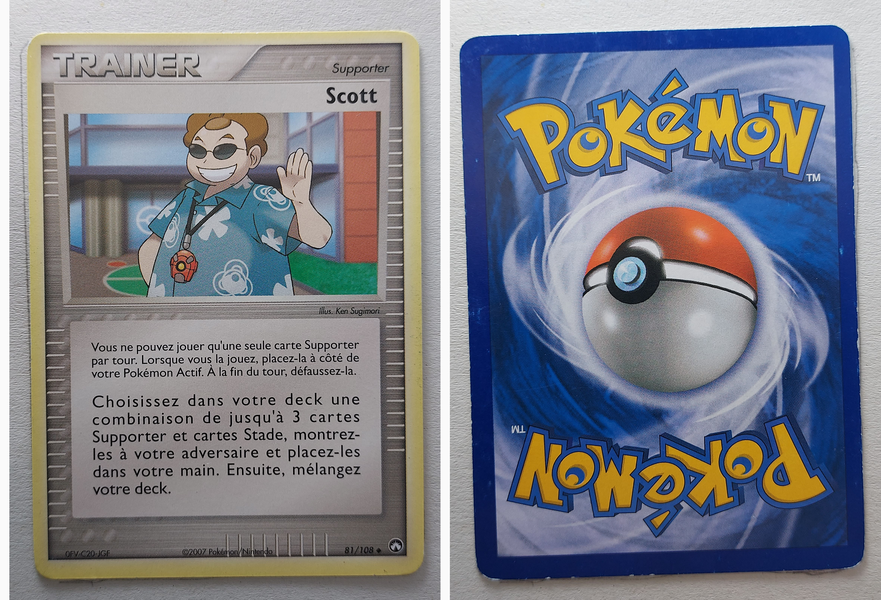 TRAINER
Supporter
Scott
Illus. Ken Sugimori
Vous ne pouvez jouer qu'une seule carte Supporter
par tour. Lorsque vous la jouez, placez-la à côté de
votre Pokémon Actif. À la fin du tour, défaussez-la.
Choisissez dans votre deck une
combinaison de jusqu'à 3 cartes
Supporter et cartes Stade, montrez-
les à votre adversaire et placez-les
dans votre main. Ensuite, mélangez
votre deck.
0FV-C20-JGF
©2007 Pokémon/Nintendo
81/108
POKéMON
TM
TM
POKéMON